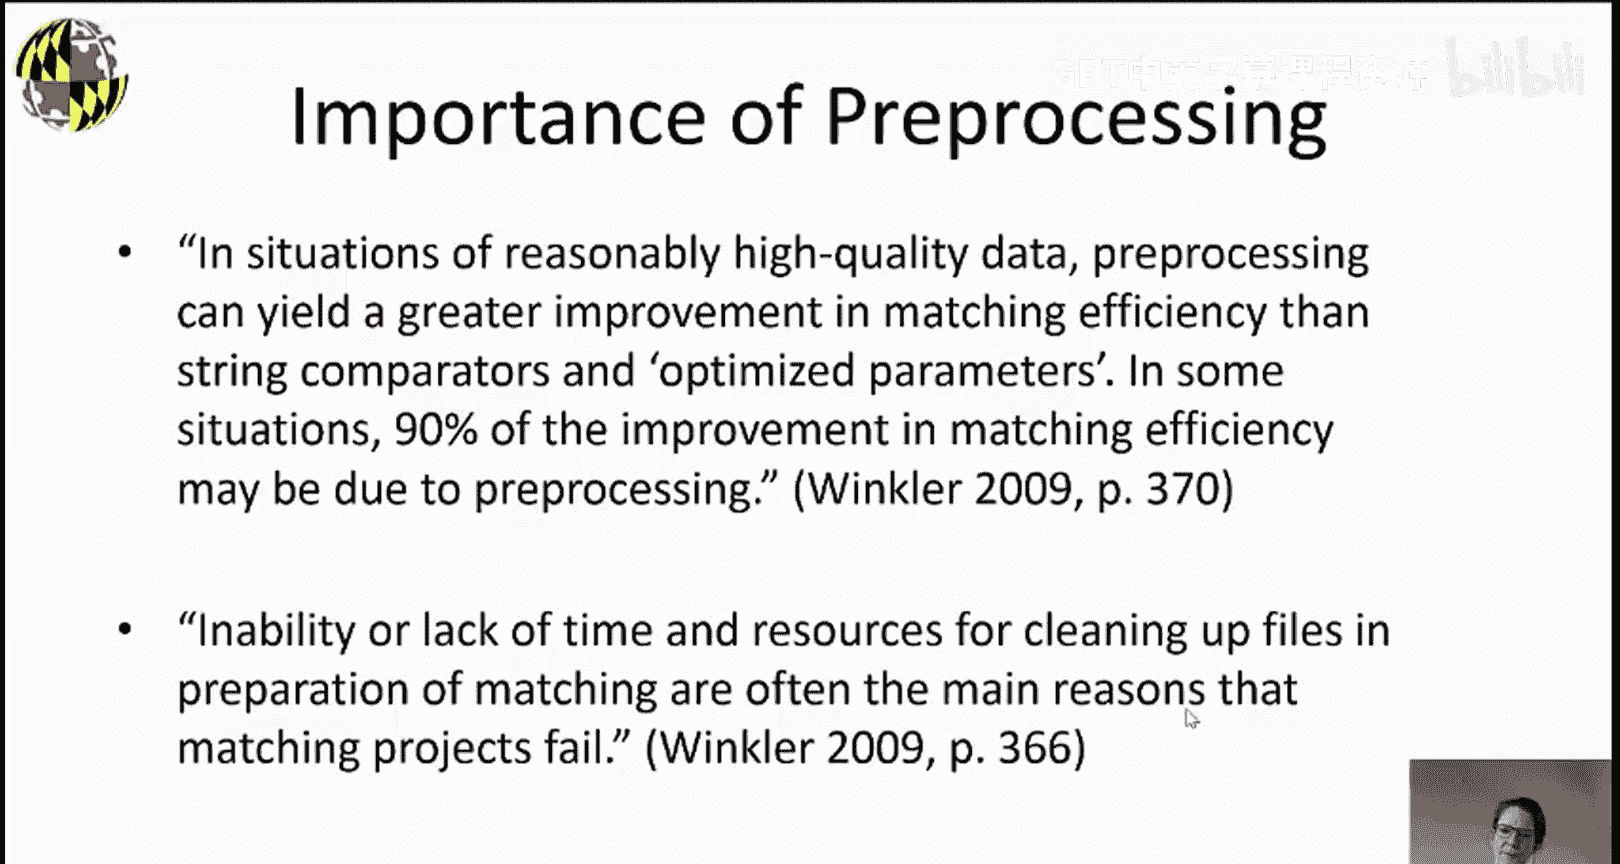 bilibili
Importance of Preprocessing
• “In situations of reasonably high-quality data, preprocessing
can yield a greater improvement in matching efficiency than
string comparators and ‘optimized parameters’. In some
situations, 90% of the improvement in matching efficiency
may be due to preprocessing.” (Winkler 2009, p. 370)
• “Inability or lack of time and resources for cleaning up files in
preparation of matching are often the main reasons that
matching projects fail.” (Winkler 2009, p. 366)